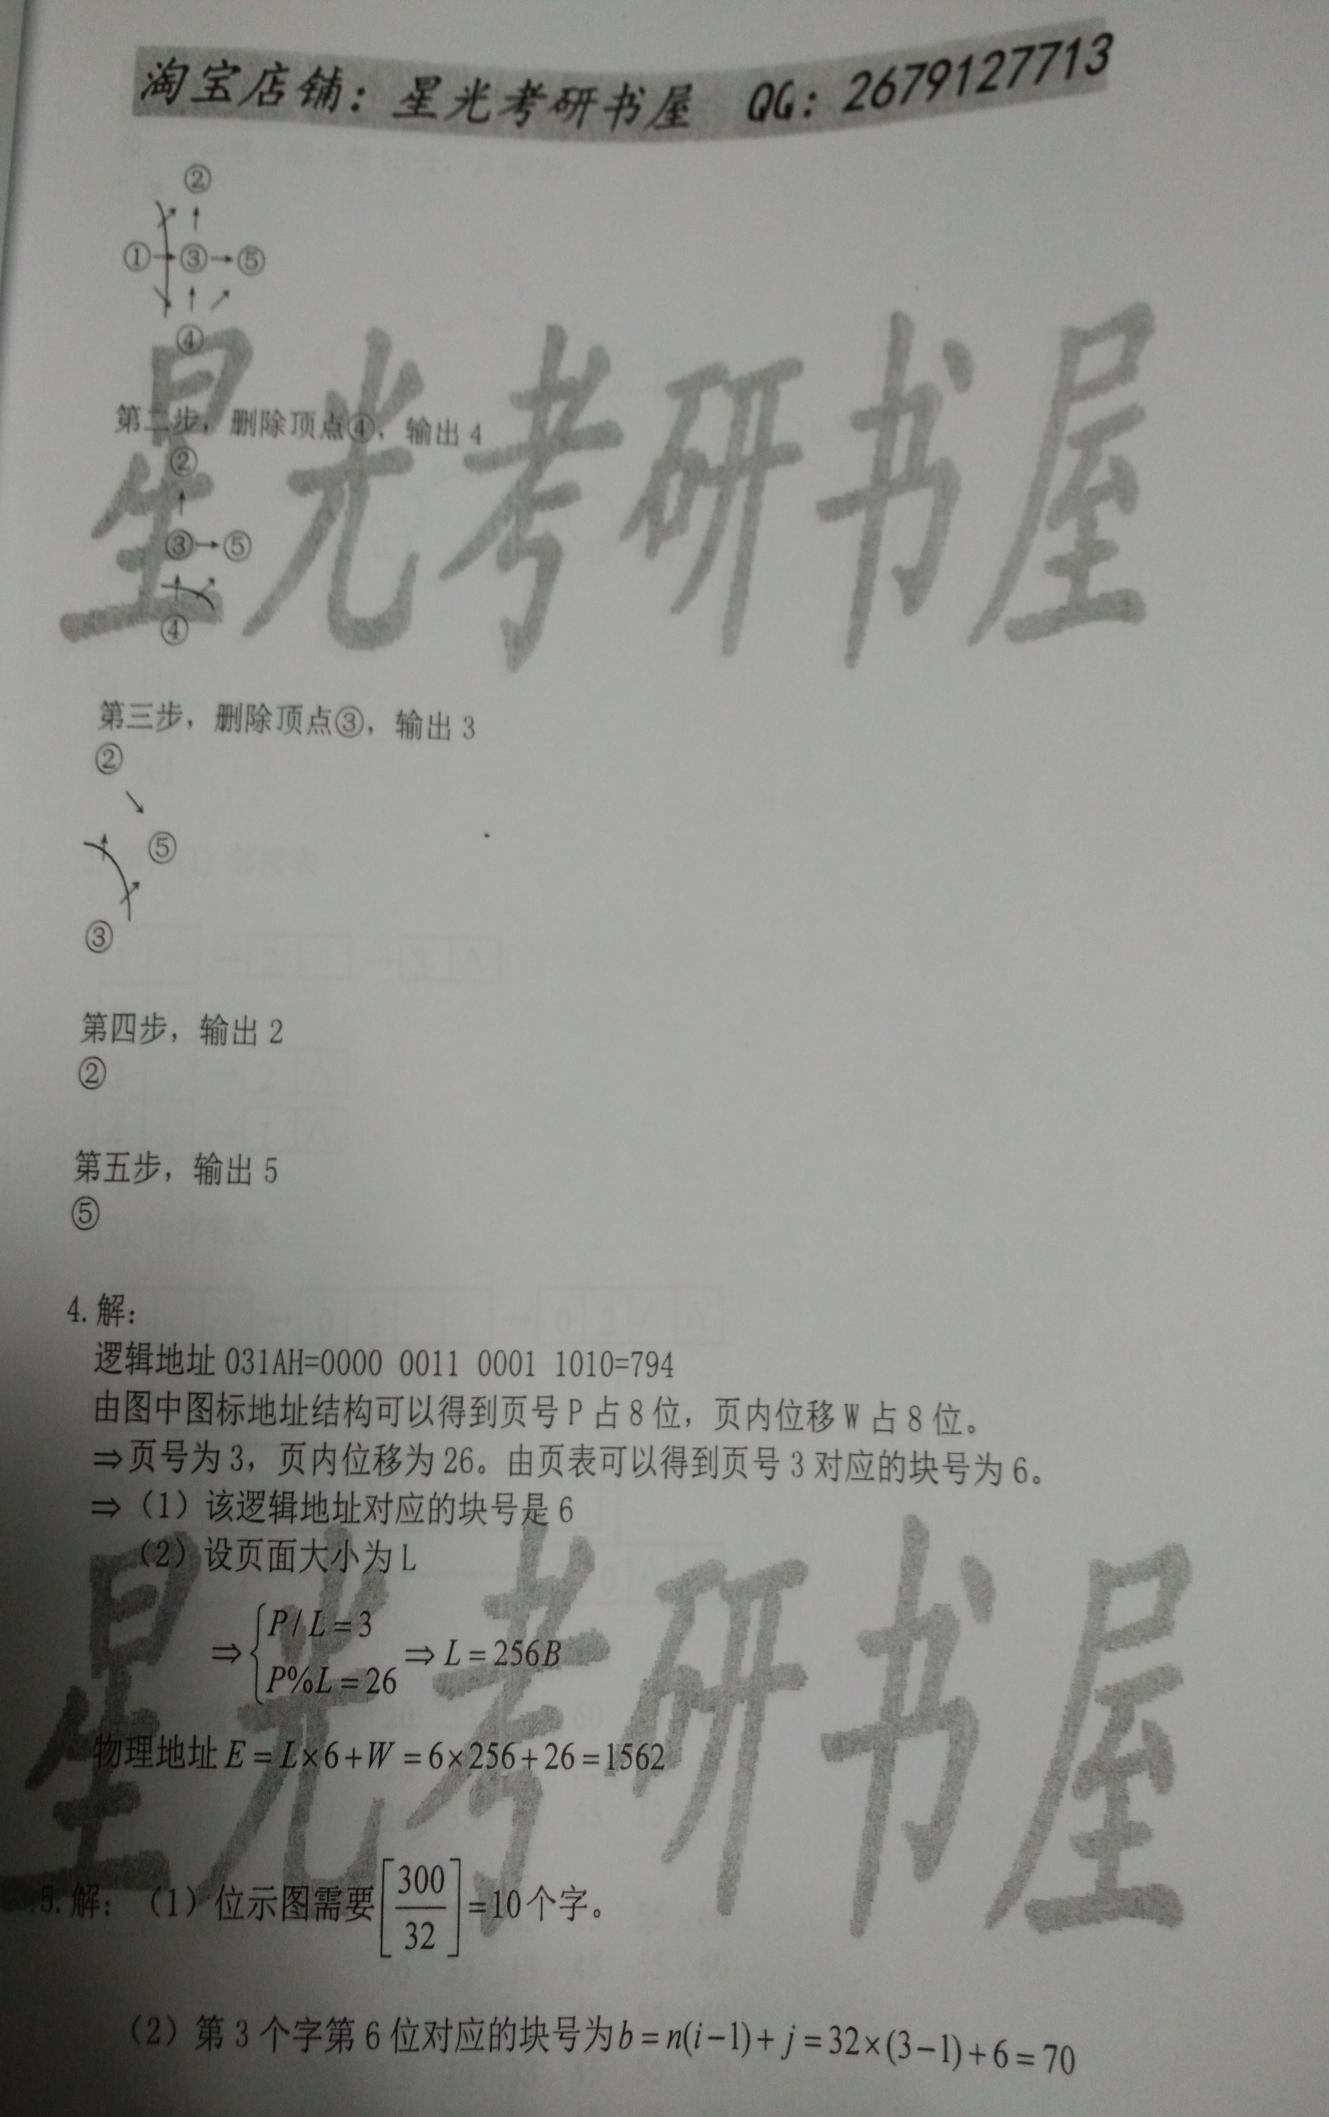 淘宝店铺：星光考研书屋 QQ：2679127713
②
①→③→⑤
④
第二步，删除顶点④，输出4
②
③→⑤
④
第三步，删除顶点③，输出3
②
⑤
③
第四步，输出2
②
第五步，输出5
⑤
4.解：
逻辑地址031AH=0000 0011 0001 1010=794
由图中图标地址结构可以得到页号P占8位，页内位移W占8位。
⇒页号为3，页内位移为26。由页表可以得到页号3对应的块号为6。
⇒（1）该逻辑地址对应的块号是6
（2）设页面大小为L
⇒{P/L=3
P%L=26 ⇒L=256B
物理地址E=L×6+W=6×256+26=1562
5.解：（1）位示图需要[300/32]=10个字。
（2）第3个字第6位对应的块号为b=n(i−1)+j=32×(3−1)+6=70
星光考研书屋
星光考研书屋